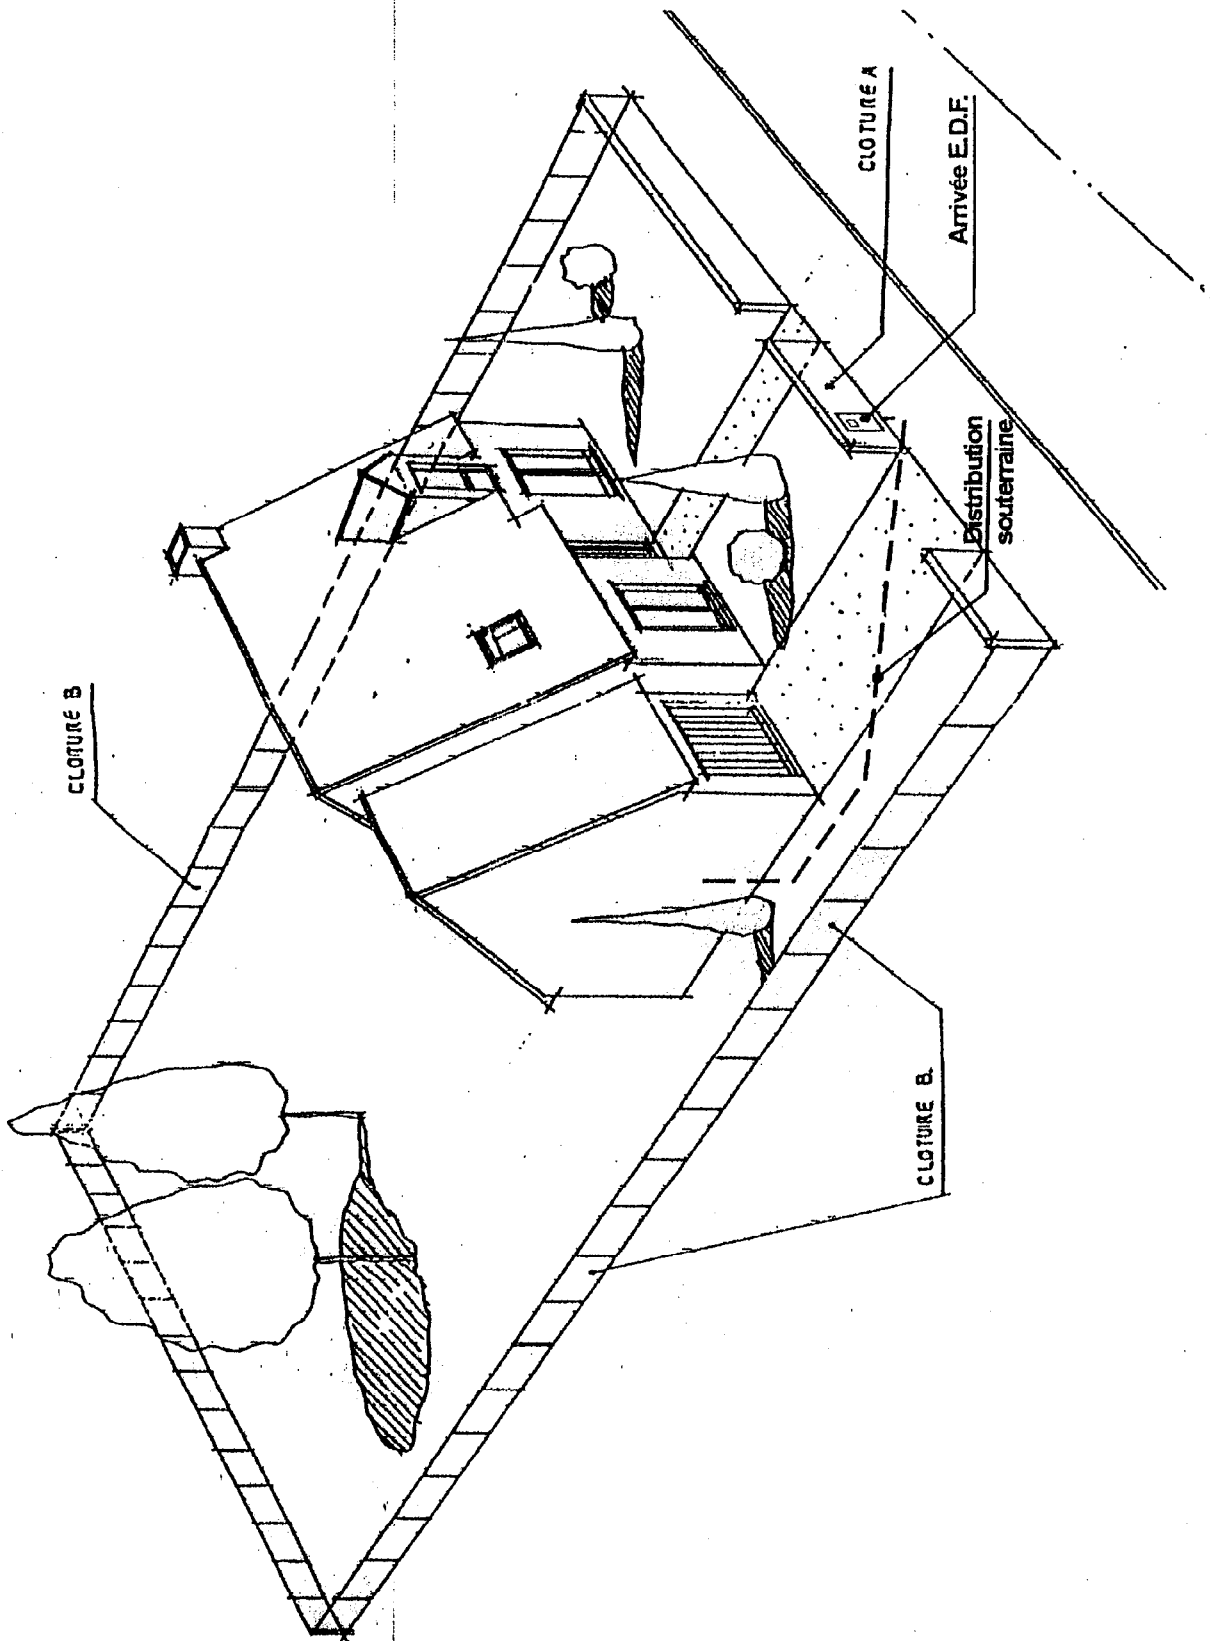 CLOTURE B
CLOTURE A
Arrivée E.D.F.
Distribution
souterraine
CLOTURE B.